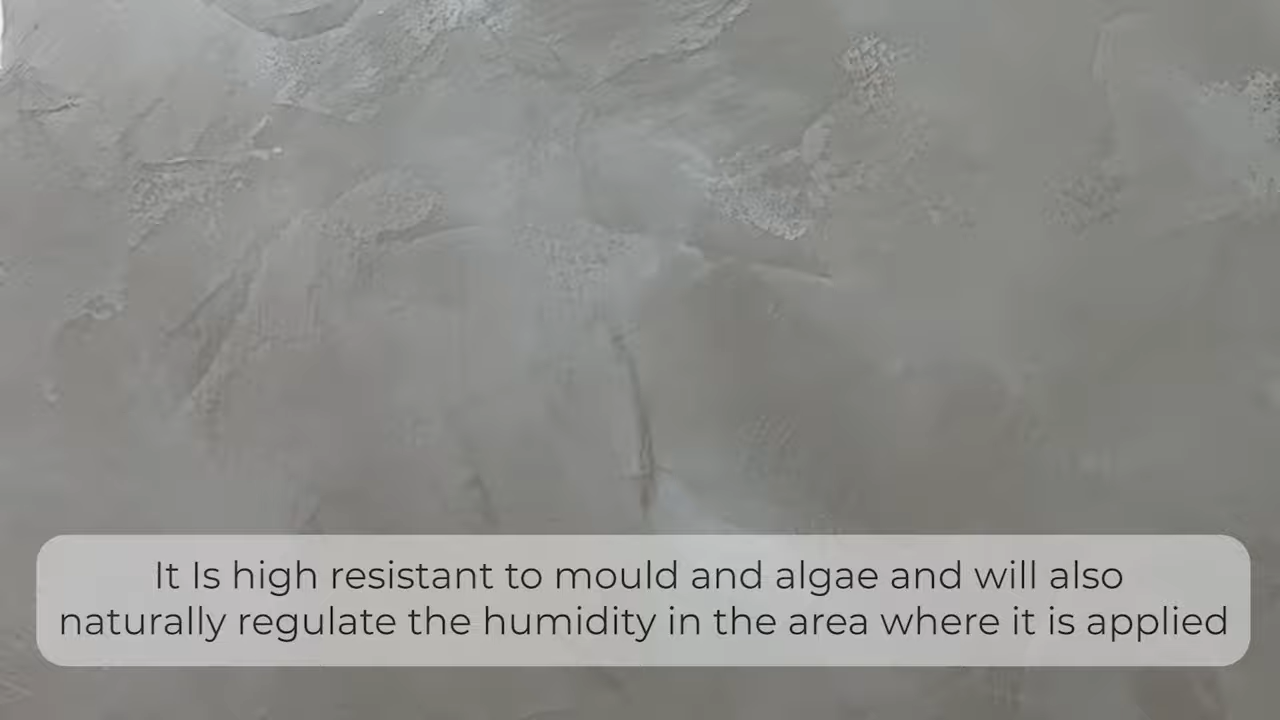 It Is high resistant to mould and algae and will also
naturally regulate the humidity in the area where it is applied